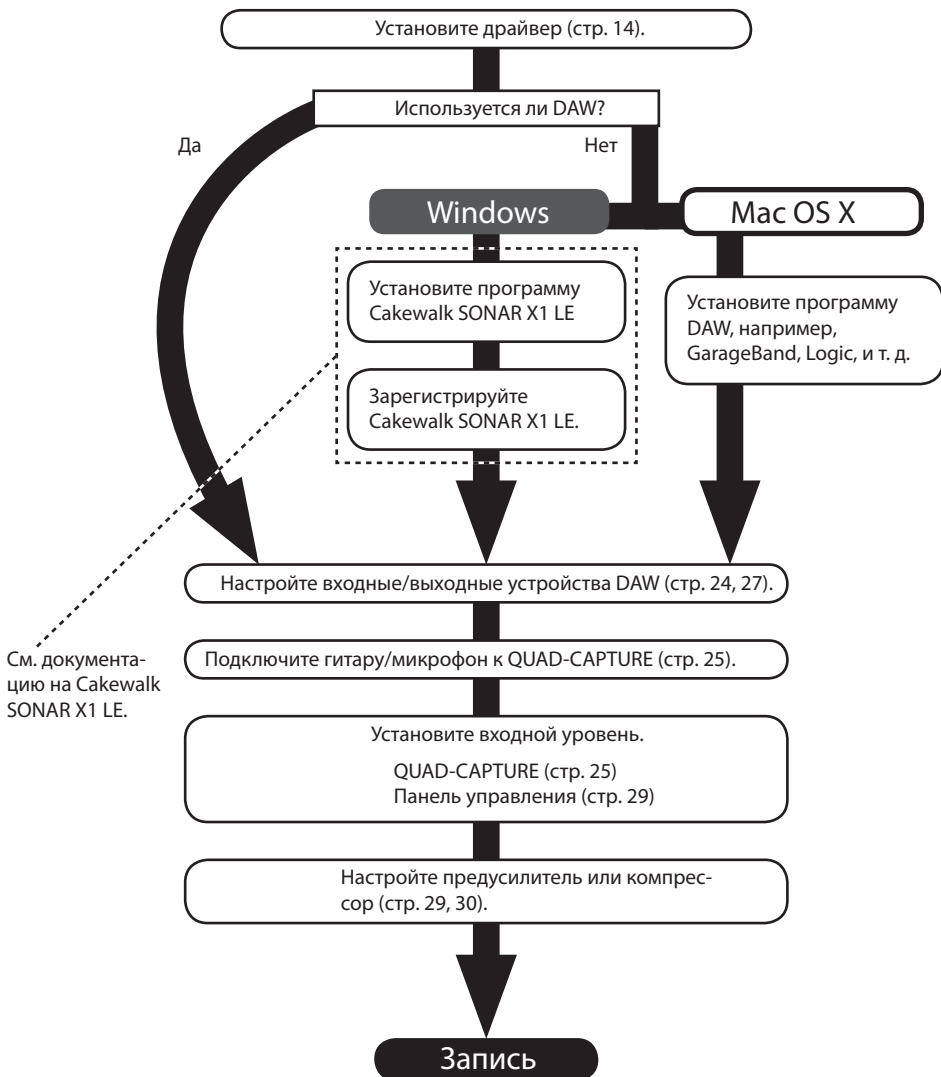 Установите драйвер (стр. 14).
Используется ли DAW?
Да
Нет
Windows
Mac OS X
Установите программу
Cakewalk SONAR X1 LE
Установите программу
DAW, например,
GarageBand, Logic, и т. д.
Зарегистрируйте
Cakewalk SONAR X1 LE.
Настройте входные/выходные устройства DAW (стр. 24, 27).
См. документа-
цию на Cakewalk
SONAR X1 LE.
Подключите гитару/микрофон к QUAD-CAPTURE (стр. 25).
Установите входной уровень.
QUAD-CAPTURE (стр. 25)
Панель управления (стр. 29)
Настройте предусилитель или компрес-
сор (стр. 29, 30).
Запись